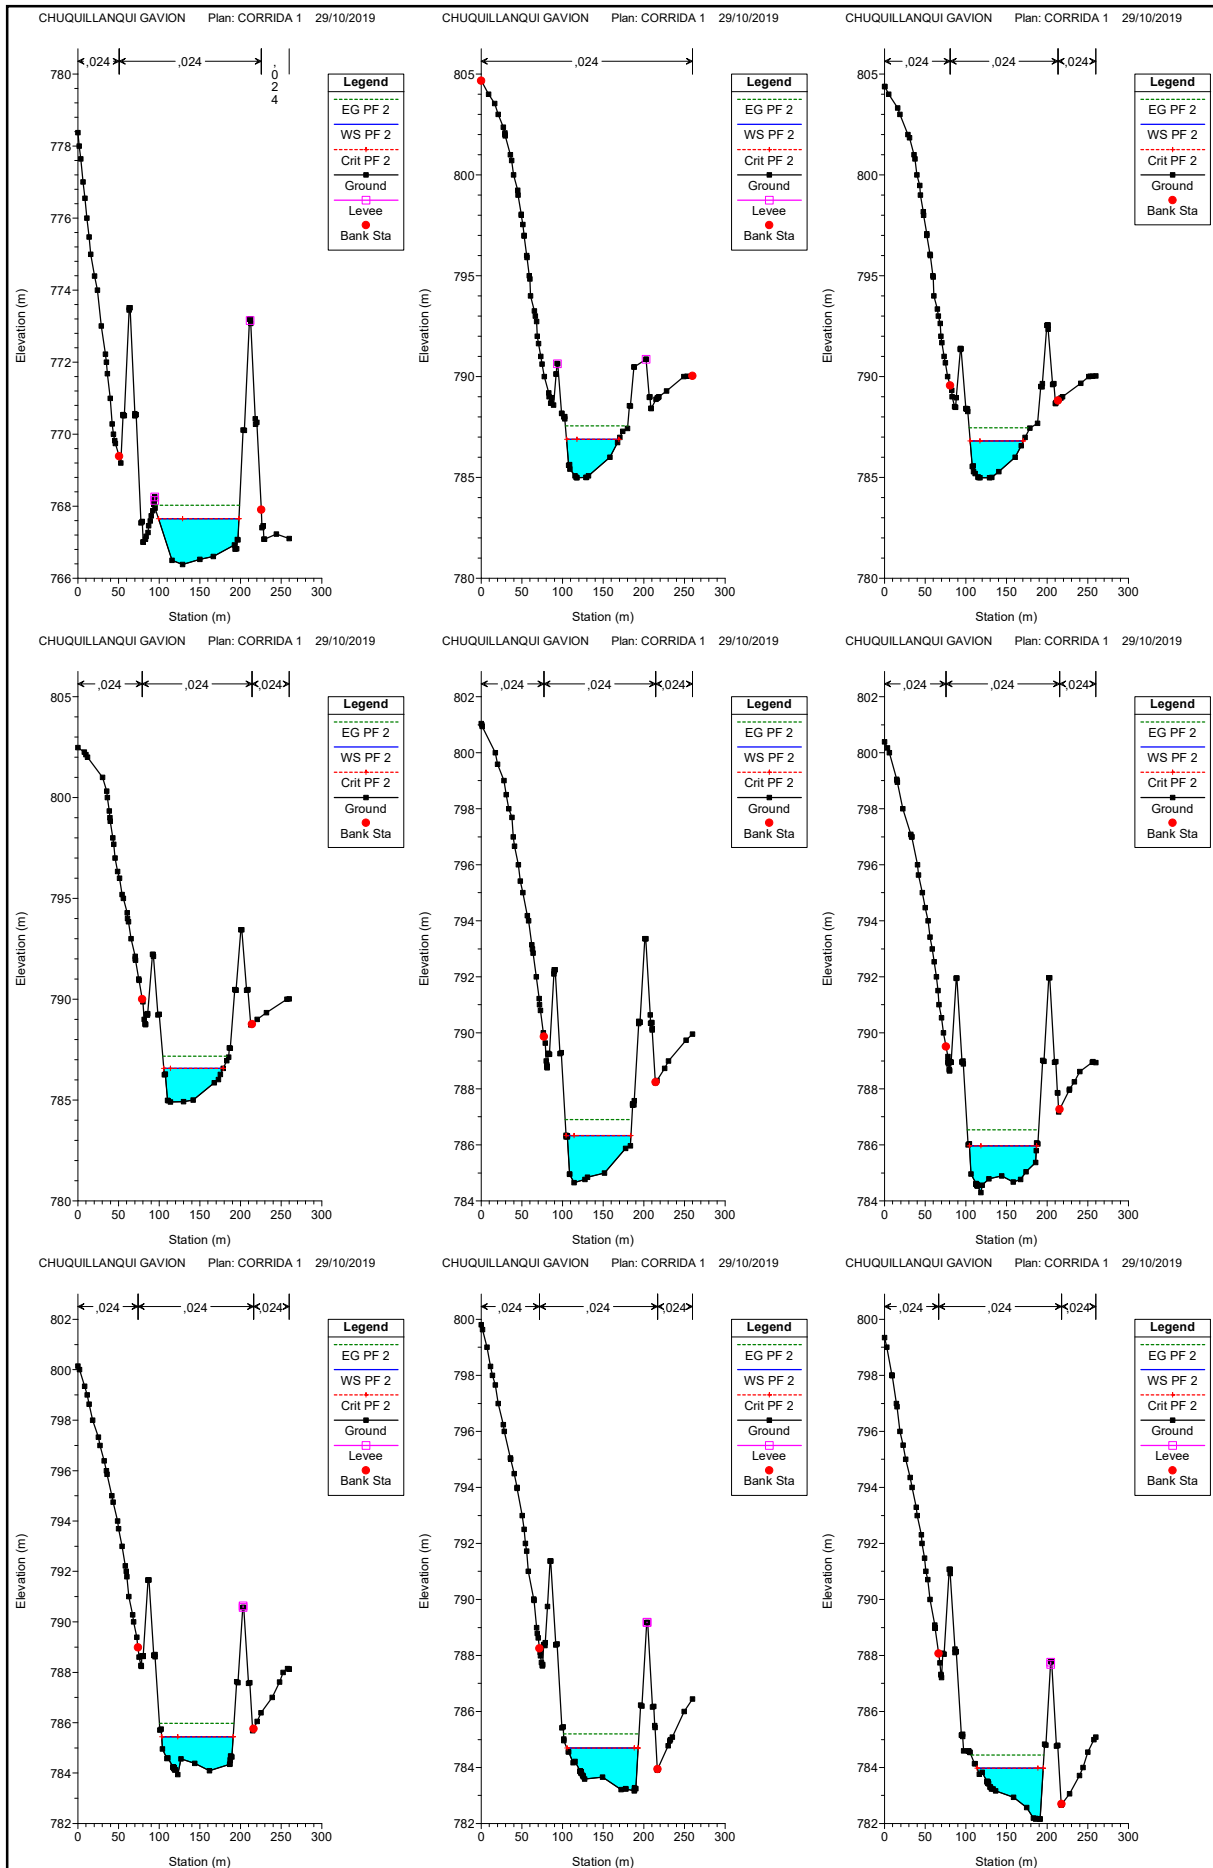 CHUQUILLANQUI GAVION Plan: CORRIDA 1 29/10/2019
,024 ,024 ,024
780
778
776
774
772
770
768
766
0 50 100 150 200 250 300
Station (m)
Elevation (m)
Legend
EG PF 2
WS PF 2
Crit PF 2
Ground
Levee
Bank Sta
CHUQUILLANQUI GAVION Plan: CORRIDA 1 29/10/2019
,024
805
800
795
790
785
780
0 50 100 150 200 250 300
Station (m)
Elevation (m)
Legend
EG PF 2
WS PF 2
Crit PF 2
Ground
Levee
Bank Sta
CHUQUILLANQUI GAVION Plan: CORRIDA 1 29/10/2019
,024 ,024 ,024
805
800
795
790
785
780
0 50 100 150 200 250 300
Station (m)
Elevation (m)
Legend
EG PF 2
WS PF 2
Crit PF 2
Ground
Bank Sta
CHUQUILLANQUI GAVION Plan: CORRIDA 1 29/10/2019
,024 ,024 ,024
805
800
795
790
785
780
0 50 100 150 200 250 300
Station (m)
Elevation (m)
Legend
EG PF 2
WS PF 2
Crit PF 2
Ground
Bank Sta
CHUQUILLANQUI GAVION Plan: CORRIDA 1 29/10/2019
,024 ,024 ,024
802
800
798
796
794
792
790
788
786
784
0 50 100 150 200 250 300
Station (m)
Elevation (m)
Legend
EG PF 2
WS PF 2
Crit PF 2
Ground
Bank Sta
CHUQUILLANQUI GAVION Plan: CORRIDA 1 29/10/2019
,024 ,024 ,024
802
800
798
796
794
792
790
788
786
784
0 50 100 150 200 250 300
Station (m)
Elevation (m)
Legend
EG PF 2
WS PF 2
Crit PF 2
Ground
Bank Sta
CHUQUILLANQUI GAVION Plan: CORRIDA 1 29/10/2019
,024 ,024 ,024
802
800
798
796
794
792
790
788
786
784
782
0 50 100 150 200 250 300
Station (m)
Elevation (m)
Legend
EG PF 2
WS PF 2
Crit PF 2
Ground
Levee
Bank Sta
CHUQUILLANQUI GAVION Plan: CORRIDA 1 29/10/2019
,024 ,024 ,024
800
798
796
794
792
790
788
786
784
782
0 50 100 150 200 250 300
Station (m)
Elevation (m)
Legend
EG PF 2
WS PF 2
Crit PF 2
Ground
Levee
Bank Sta
CHUQUILLANQUI GAVION Plan: CORRIDA 1 29/10/2019
,024 ,024 ,024
800
798
796
794
792
790
788
786
784
782
0 50 100 150 200 250 300
Station (m)
Elevation (m)
Legend
EG PF 2
WS PF 2
Crit PF 2
Ground
Levee
Bank Sta